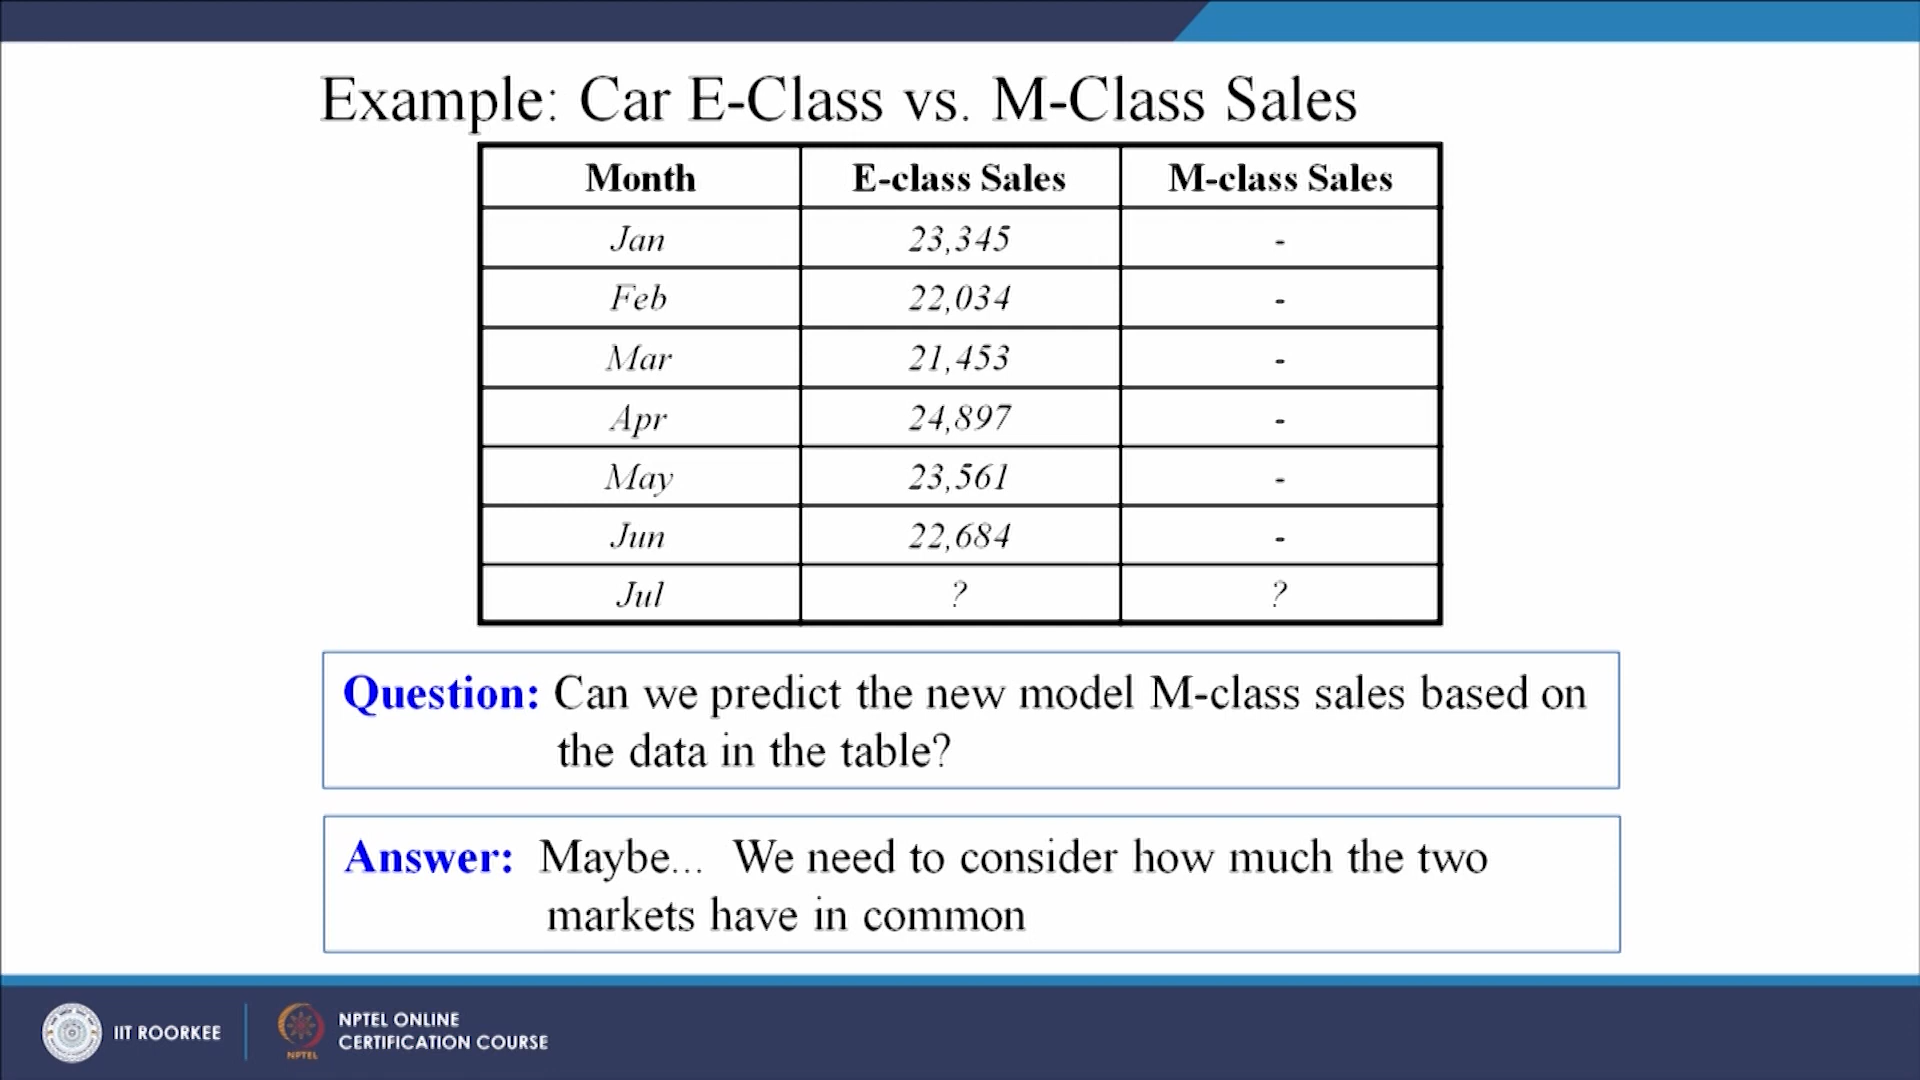 Example: Car E-Class vs. M-Class Sales
Month E-class Sales M-class Sales
Jan 23,345 -
Feb 22,034 -
Mar 21,453 -
Apr 24,897 -
May 23,561 -
Jun 22,684 -
Jul ? ?
Question: Can we predict the new model M-class sales based on
the data in the table?
Answer: Maybe... We need to consider how much the two
markets have in common
IIT ROORKEE
NPTEL
NPTEL ONLINE
CERTIFICATION COURSE